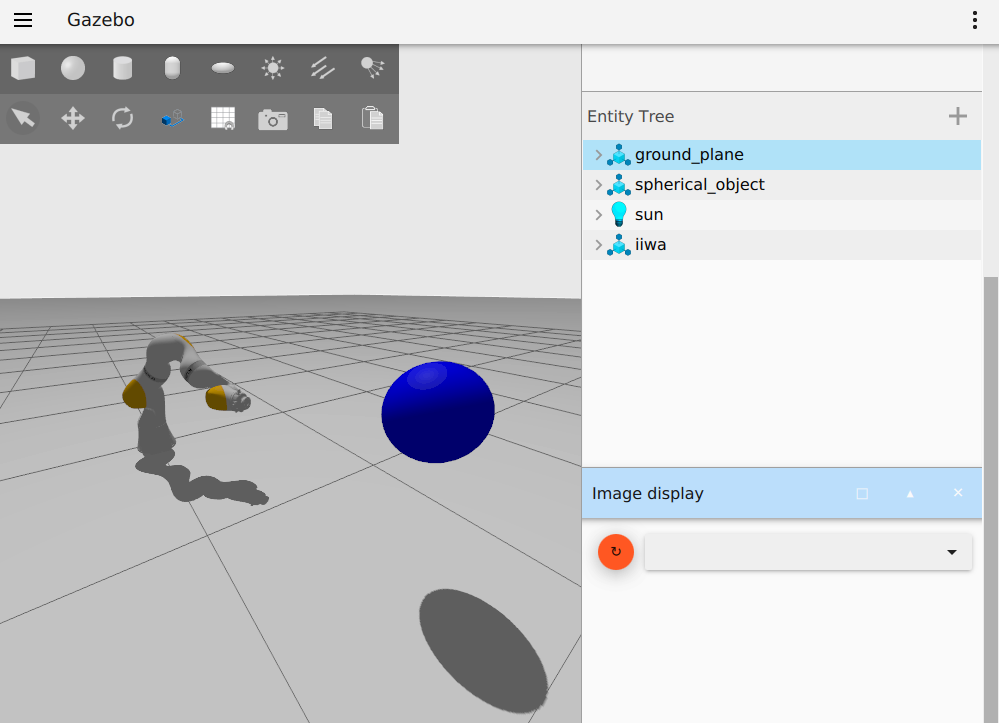 Gazebo
Entity Tree
ground_plane
spherical_object
sun
iiwa
Image display